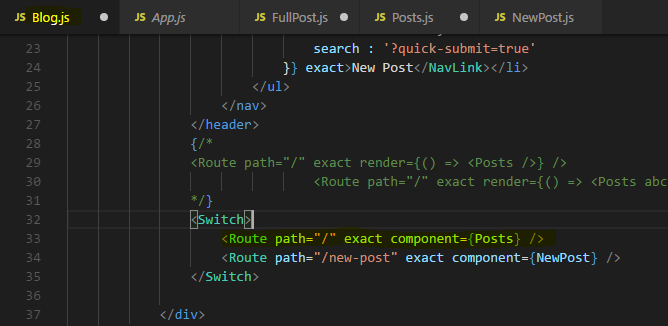 JS Blog.js JS App.js JS FullPost.js JS Posts.js JS NewPost.js
23 search : '?quick-submit=true'
24 }} exact>New Post</NavLink></li>
25 </ul>
26 </nav>
27 </header>
28 {/*
29 <Route path="/" exact render={() => <Posts />} />
30 <Route path="/" exact render={() => <Posts abc
31 */}
32 <Switch>
33 <Route path="/" exact component={Posts} />
34 <Route path="/new-post" exact component={NewPost} />
35 </Switch>
36
37 </div>